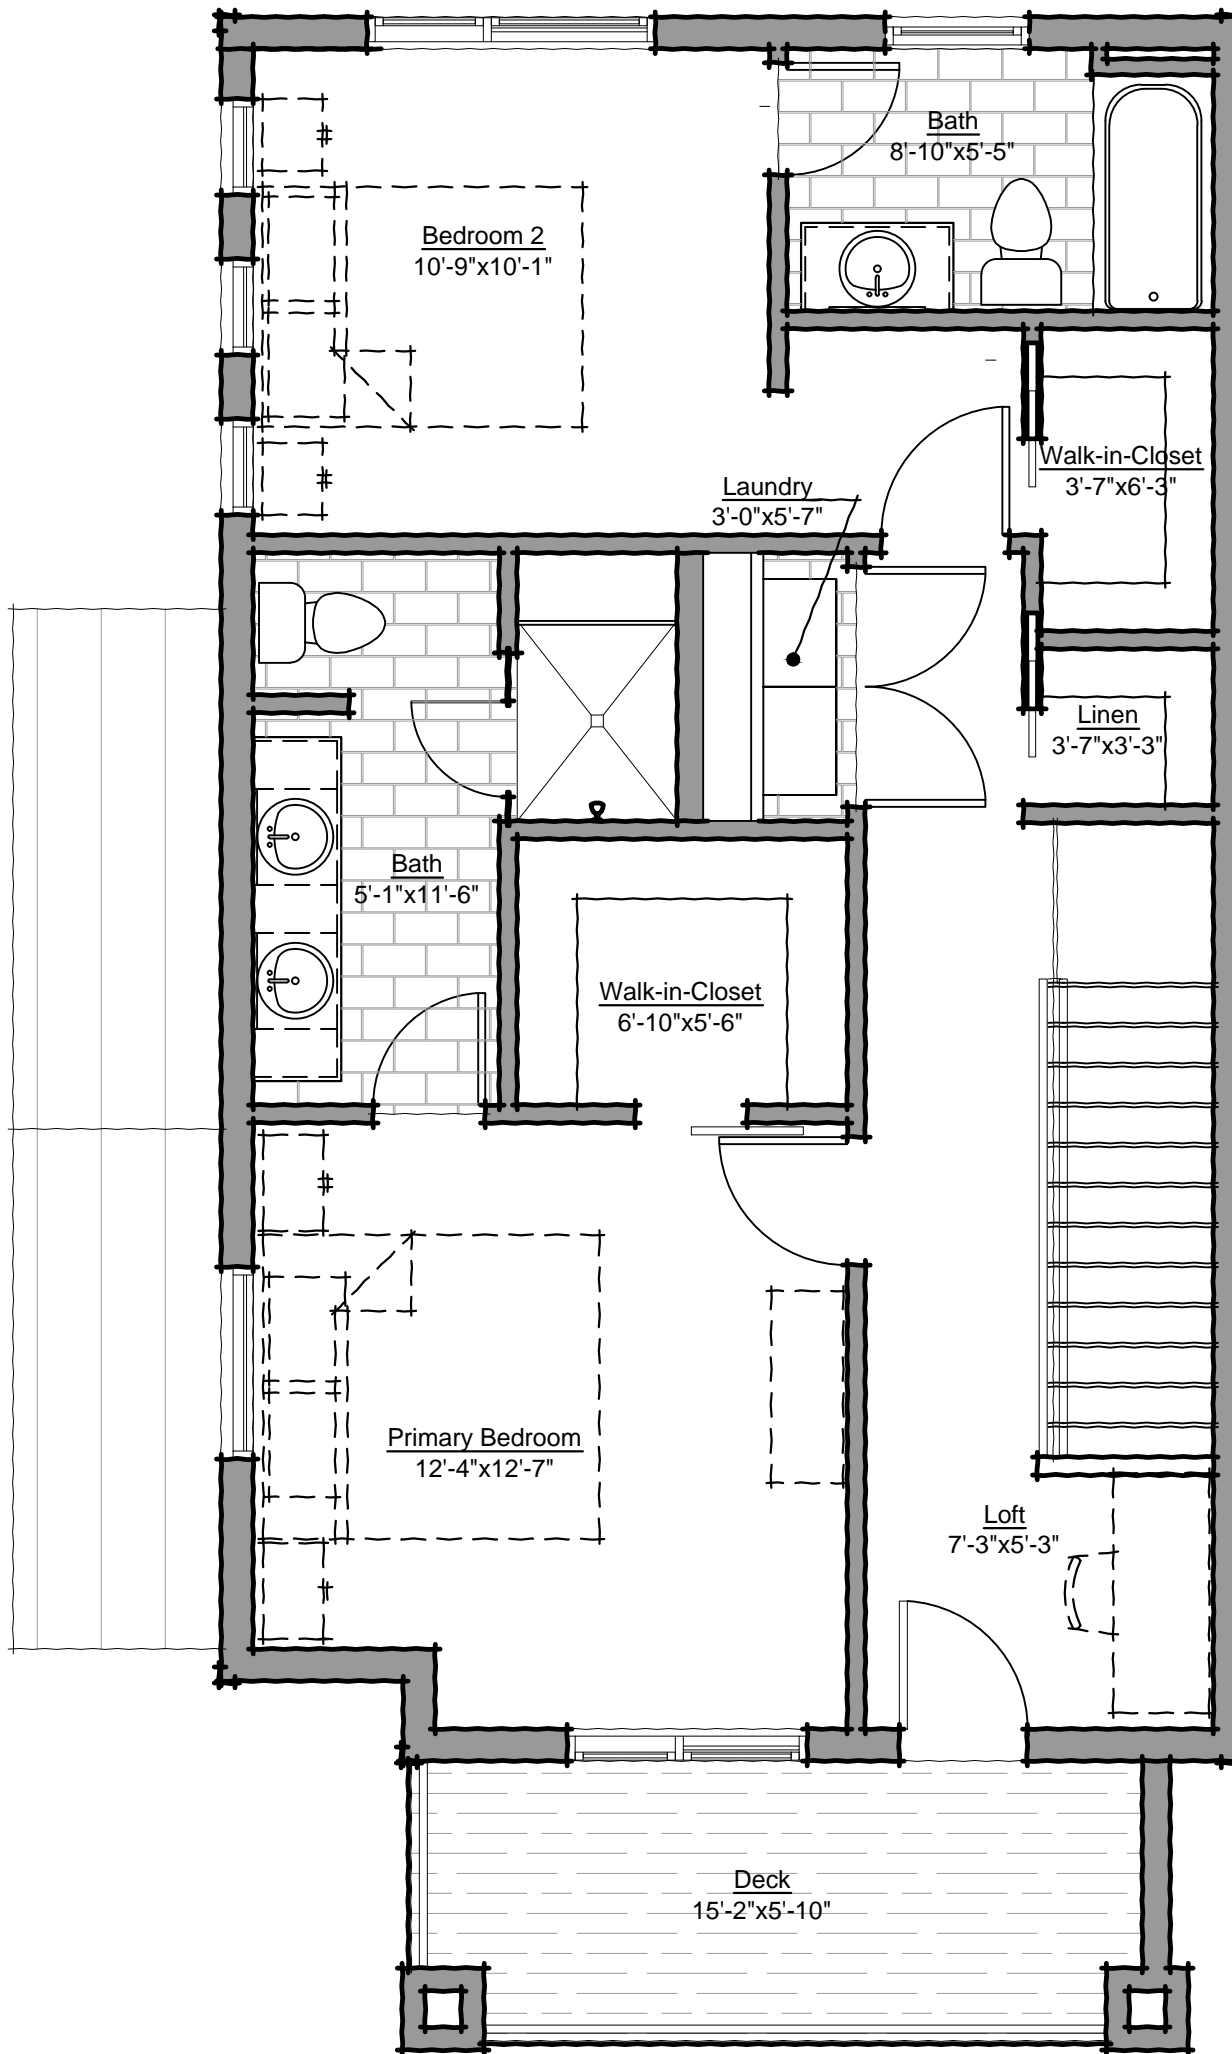 Bath
8'-10"x5'-5"
Bedroom 2
10'-9"x10'-1"
Walk-in-Closet
3'-7"x6'-3"
Laundry
3'-0"x5'-7"
Linen
3'-7"x3'-3"
Bath
5'-1"x11'-6"
Walk-in-Closet
6'-10"x5'-6"
Primary Bedroom
12'-4"x12'-7"
Loft
7'-3"x5'-3"
Deck
15'-2"x5'-10"